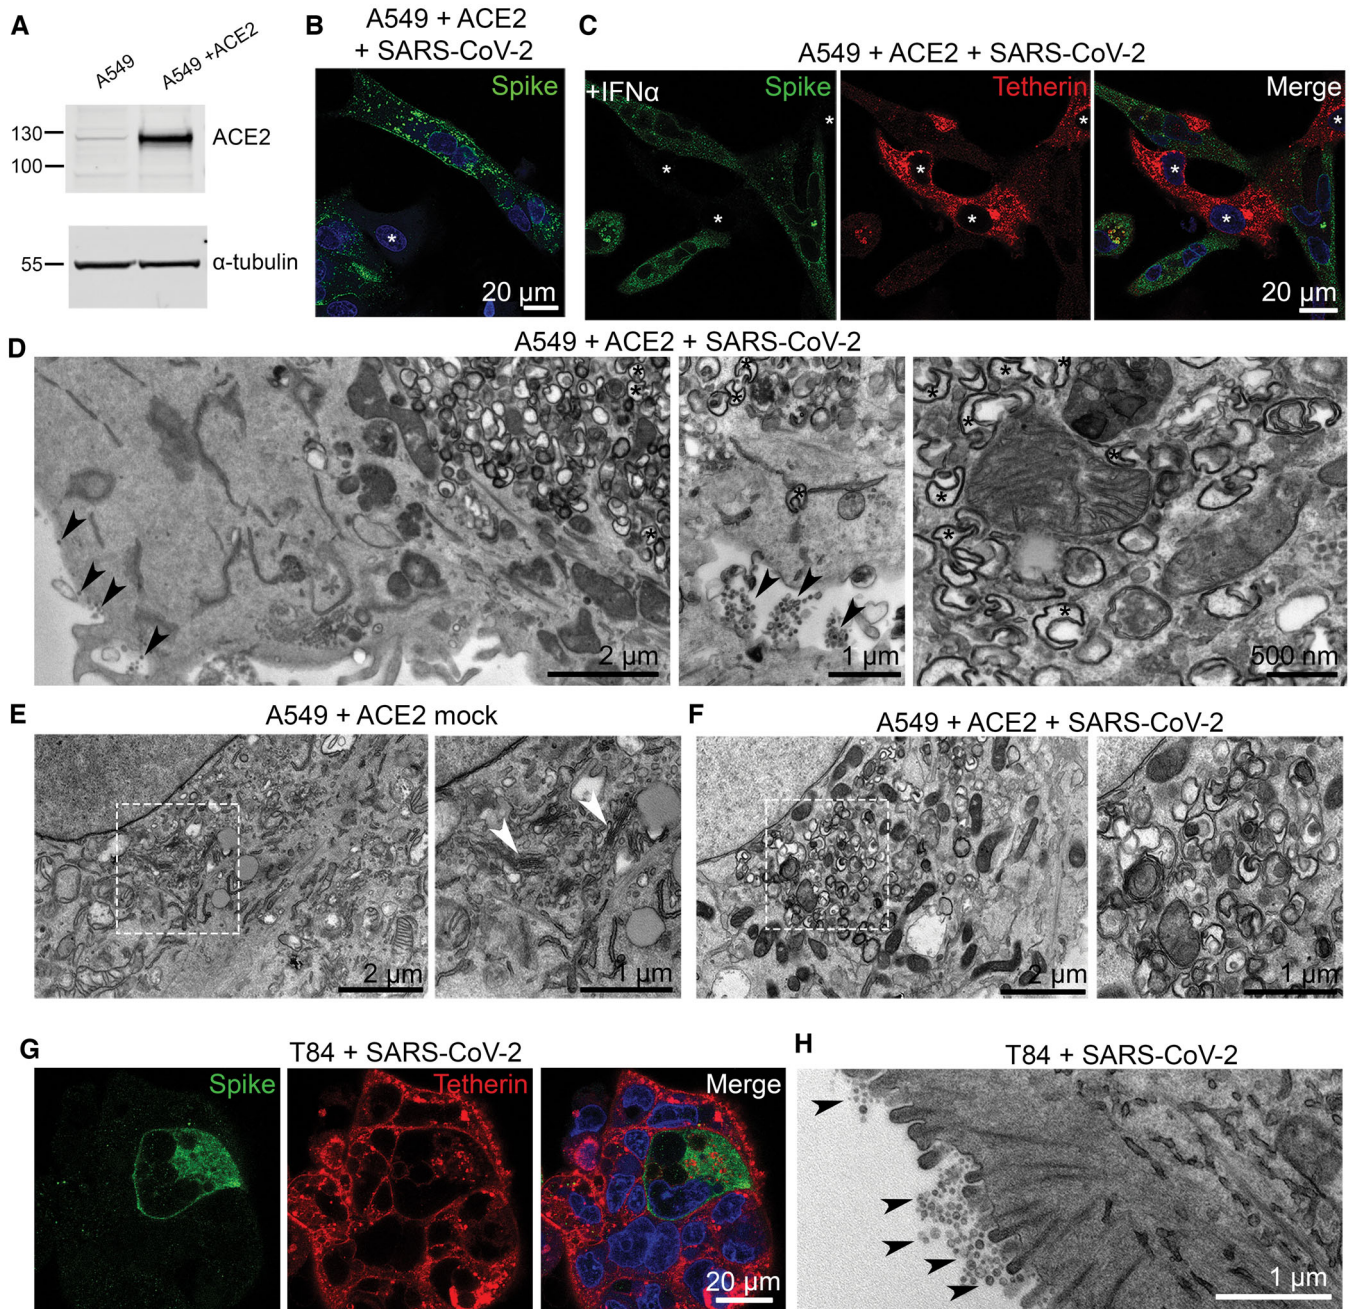 A
A549
A549 +ACE2
130
ACE2
100
55
α-tubulin
B
A549 + ACE2
+ SARS-CoV-2
Spike
*
20 µm
C
A549 + ACE2 + SARS-CoV-2
+IFNα
Spike
Tetherin
Merge
*
*
*
*
*
*
*
*
*
20 µm
D
A549 + ACE2 + SARS-CoV-2
*
*
*
2 µm
*
*
*
1 µm
*
*
*
*
*
*
*
*
500 nm
E
A549 + ACE2 mock
2 µm
1 µm
F
A549 + ACE2 + SARS-CoV-2
2 µm
1 µm
G
T84 + SARS-CoV-2
Spike
Tetherin
Merge
20 µm
H
T84 + SARS-CoV-2
1 µm